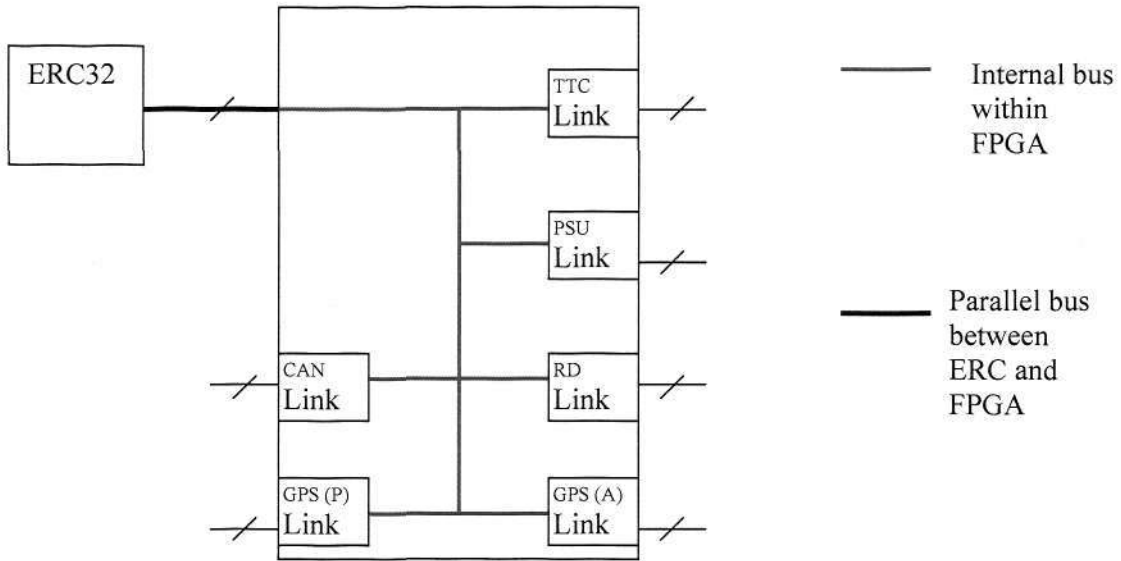 ERC32
TTC
Link
PSU
Link
CAN
Link
RD
Link
GPS (P)
Link
GPS (A)
Link
Internal bus
within
FPGA
Parallel bus
between
ERC and
FPGA